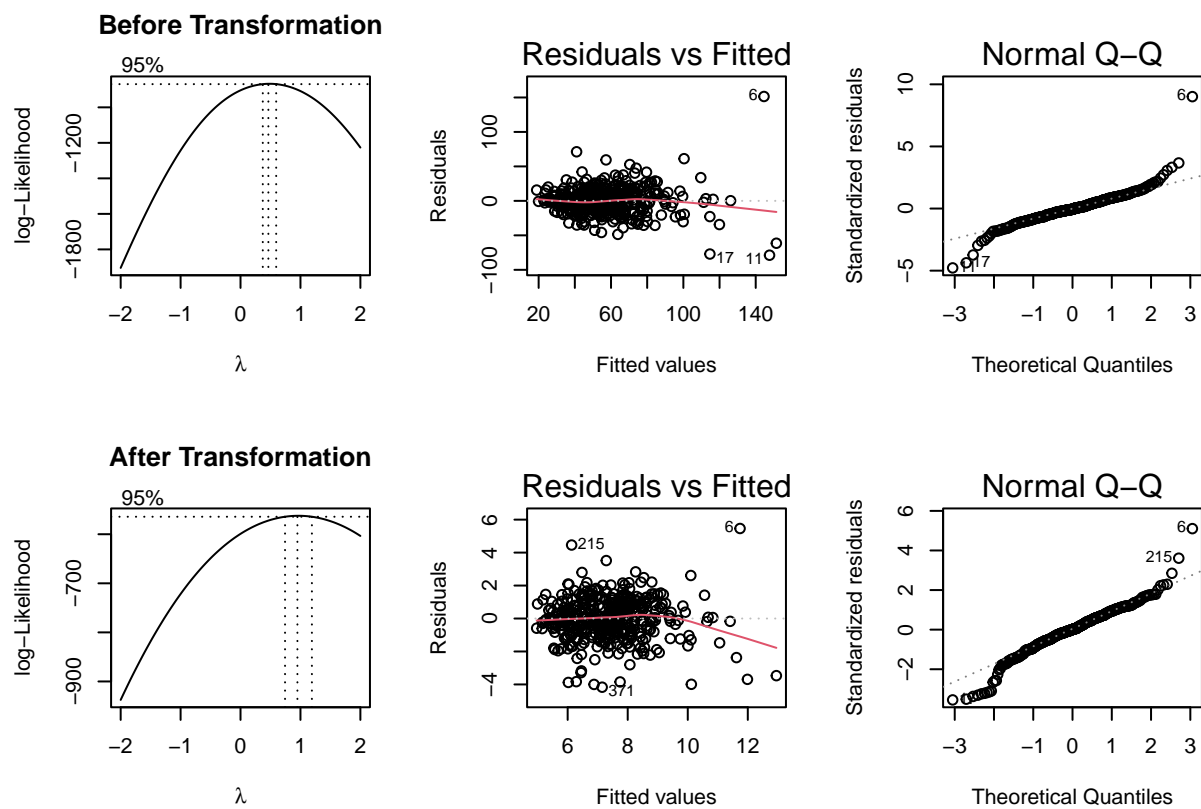 Before Transformation
95%
log−Likelihood
−1800
−1200
−2 −1 0 1 2
λ
Residuals vs Fitted
Residuals
−100 0 100
6
17
11
20 60 100 140
Fitted values
Normal Q−Q
Standardized residuals
−5 0 5 10
6
17
−3 −2 −1 0 1 2 3
Theoretical Quantiles
After Transformation
95%
log−Likelihood
−900
−700
−2 −1 0 1 2
λ
Residuals vs Fitted
Residuals
−4 0 2 4 6
6
215
371
6 8 10 12
Fitted values
Normal Q−Q
Standardized residuals
−2 0 2 4 6
6
215
−3 −2 −1 0 1 2 3
Theoretical Quantiles